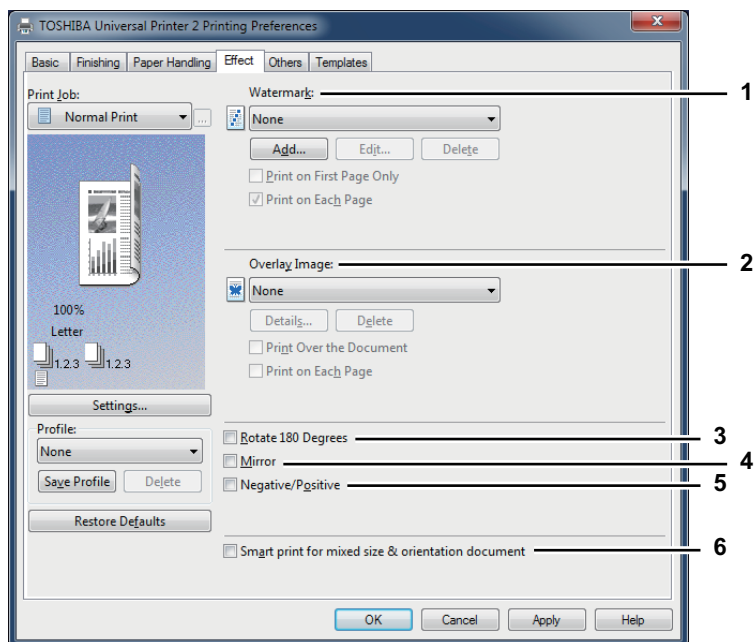 TOSHIBA Universal Printer 2 Printing Preferences
Basic Finishing Paper Handling Effect Others Templates
Print Job:
Normal Print
...
100%
Letter
1.2.3 1.2.3
Settings...
Profile:
None
Save Profile Delete
Restore Defaults
Watermark:
1
None
Add... Edit... Delete
Print on First Page Only
Print on Each Page
Overlay Image:
2
None
Details... Delete
Print Over the Document
Print on Each Page
Rotate 180 Degrees
3
Mirror
4
Negative/Positive
5
Smart print for mixed size & orientation document
6
OK Cancel Apply Help